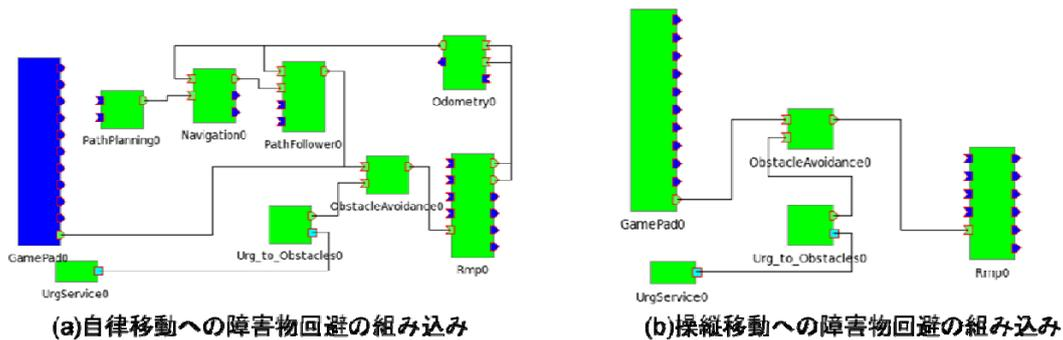 Odometry0
PathPlanning0
Navigation0
PathFollower0
ObstacleAvoidance0
GamePad0
Urg_to_Obstacles0
Rmp0
UrgService0
(a)自律移動への障害物回避の組み込み
ObstacleAvoidance0
GamePad0
Urg_to_Obstacles0
Rmp0
UrgService0
(b)操縦移動への障害物回避の組み込み